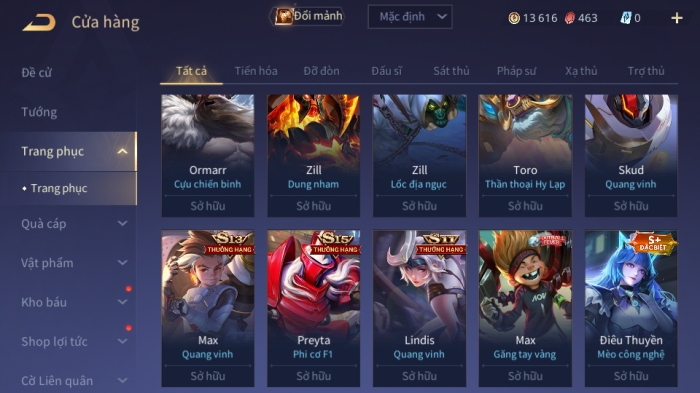 Cửa hàng
Đổi mảnh
Mặc định
13 616
463
0
Đề cử
Tướng
Trang phục
Trang phục
Quà cáp
Vật phẩm
Kho báu
Shop lợi tức
Cờ Liên quân
Tất cả
Tiến hóa
Đỡ đòn
Đấu sĩ
Sát thủ
Pháp sư
Xạ thủ
Trợ thủ
Ormarr
Cựu chiến binh
Sở hữu
Zill
Dung nham
Sở hữu
Zill
Lốc địa ngục
Sở hữu
Toro
Thần thoại Hy Lạp
Sở hữu
Skud
Quang vinh
Sở hữu
S13
THƯỞNG HẠNG
Max
Quang vinh
Sở hữu
S15
THƯỞNG HẠNG
Preyta
Phi cơ F1
Sở hữu
S11
THƯỞNG HẠNG
Lindis
Quang vinh
Sở hữu
AOV
Max
Găng tay vàng
Sở hữu
S+
ĐẶC BIỆT
Điêu Thuyền
Mèo công nghệ
Sở hữu